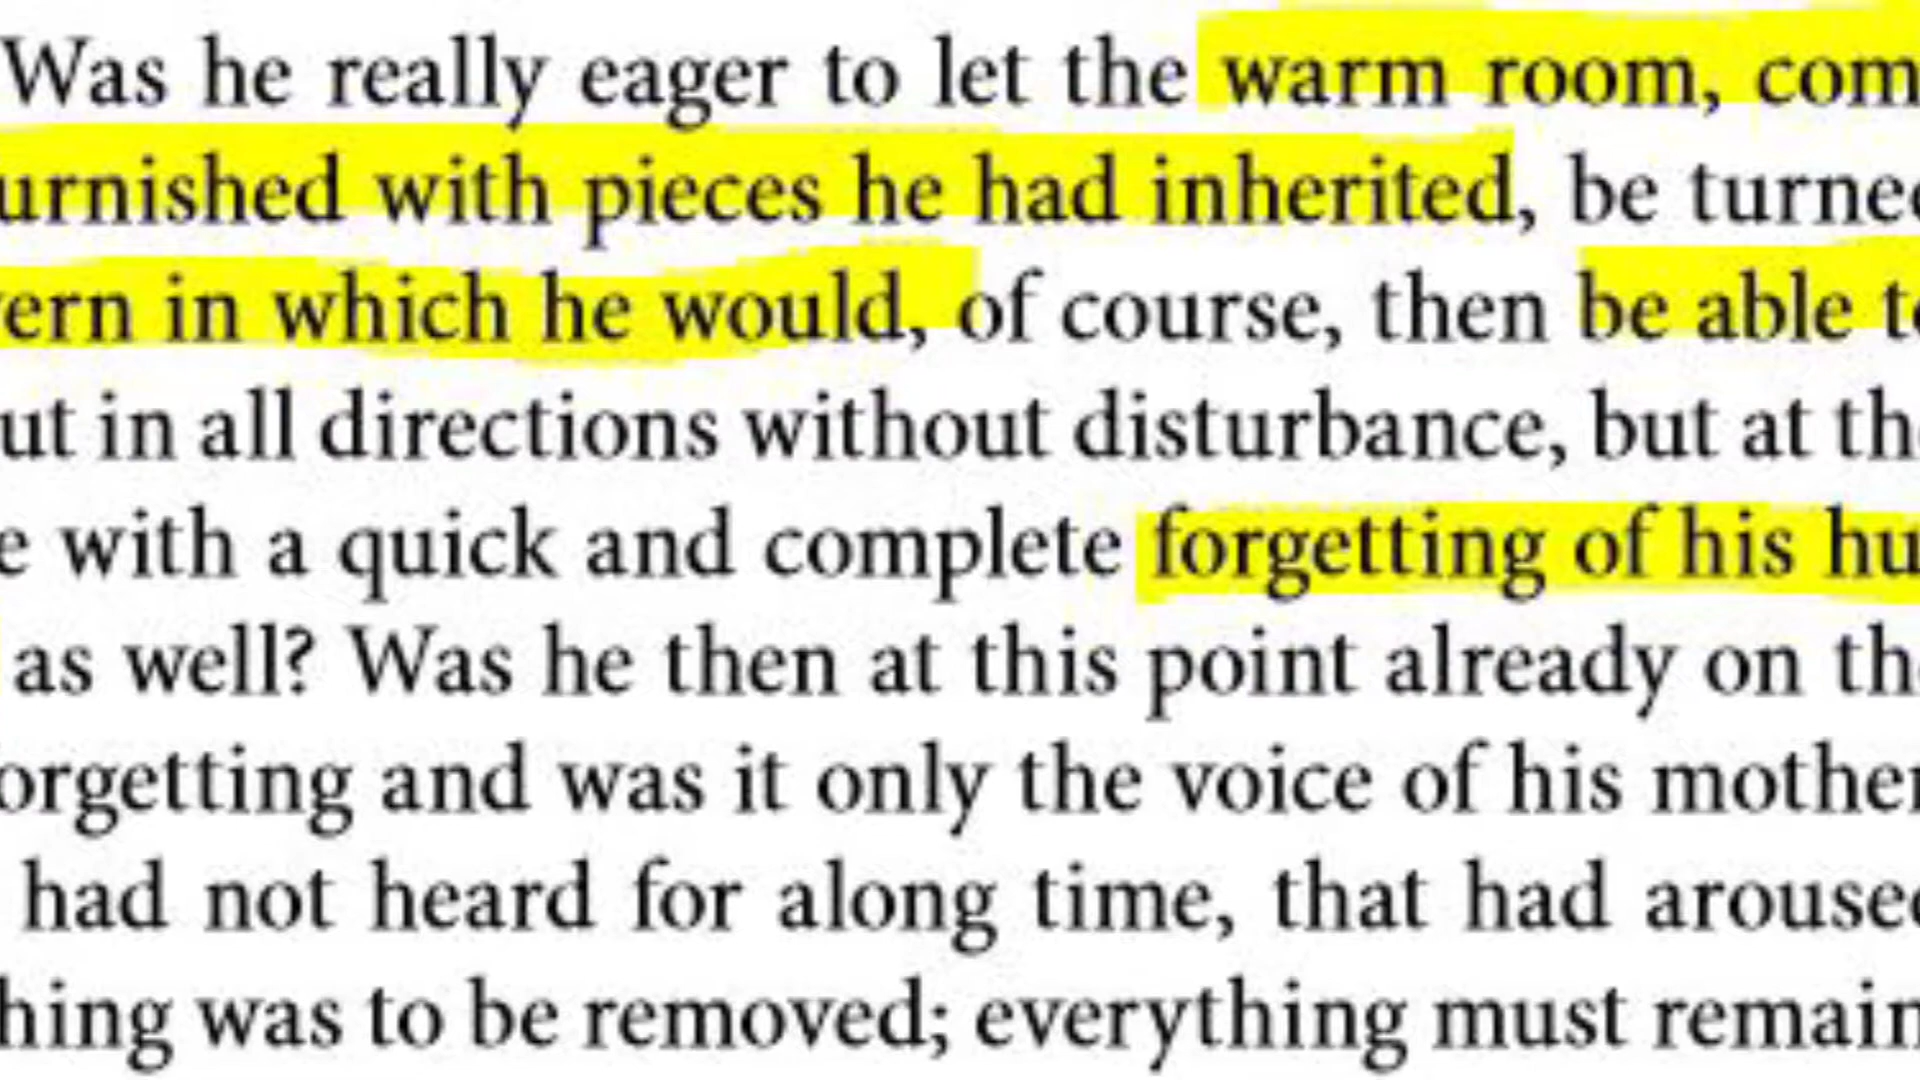 Was he really eager to let the warm room, com
urnished with pieces he had inherited, be turned
vern in which he would, of course, then be able to
ut in all directions without disturbance, but at the
e with a quick and complete forgetting of his hu
as well? Was he then at this point already on the
orgetting and was it only the voice of his mother
had not heard for along time, that had aroused
hing was to be removed; everything must remain